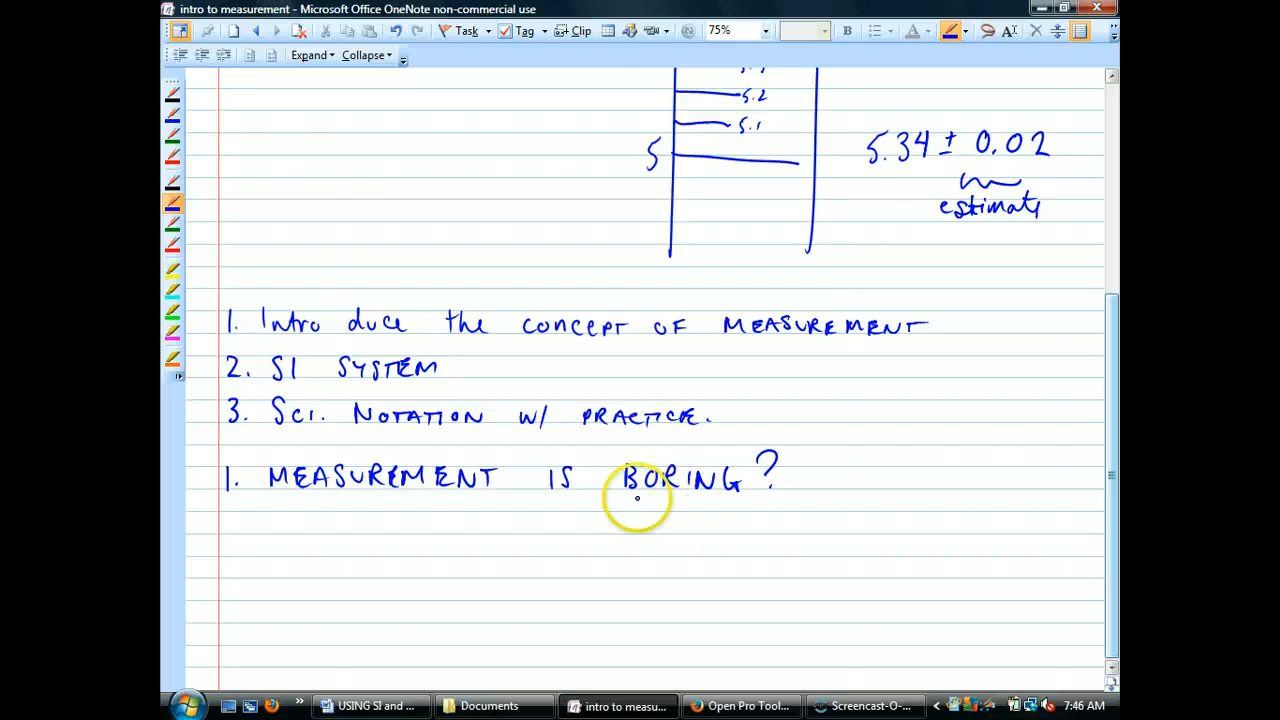 intro to measurement - Microsoft Office OneNote non-commercial use
Task Tag Clip 75% B A
Expand Collapse
5.2
5.1
5
5.34 ± 0.02
estimate
1. Introduce the concept of MEASUREMENT
2. SI SYSTEM
3. Sci. NOTATION w/ PRACTICE.
1. MEASUREMENT IS BORING?
USING SI and ... Documents intro to measu... Open Pro Tool... Screencast-O-... 7:46 AM